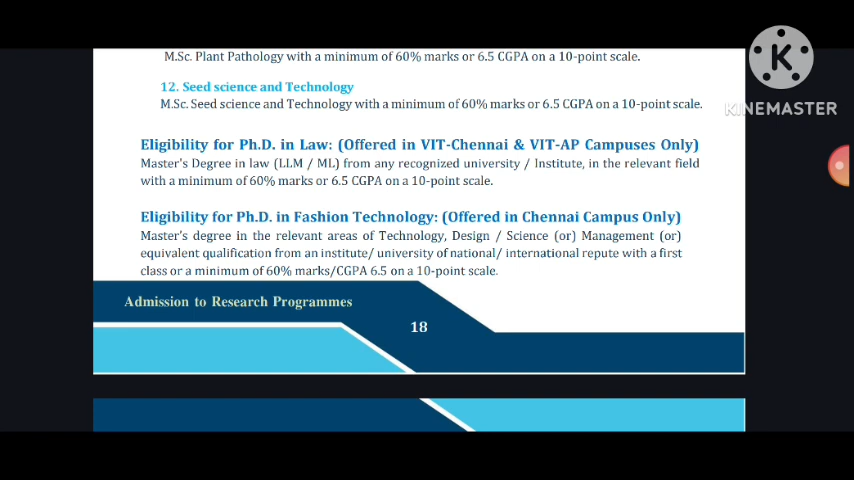 M.Sc. Plant Pathology with a minimum of 60% marks or 6.5 CGPA on a 10-point scale.
12. Seed science and Technology
M.Sc. Seed science and Technology with a minimum of 60% marks or 6.5 CGPA on a 10-point scale.
Eligibility for Ph.D. in Law: (Offered in VIT-Chennai & VIT-AP Campuses Only)
Master's Degree in law (LLM / ML) from any recognized university / Institute, in the relevant field
with a minimum of 60% marks or 6.5 CGPA on a 10-point scale.
Eligibility for Ph.D. in Fashion Technology: (Offered in Chennai Campus Only)
Master's degree in the relevant areas of Technology, Design / Science (or) Management (or)
equivalent qualification from an institute/ university of national/ international repute with a first
class or a minimum of 60% marks/CGPA 6.5 on a 10-point scale.
Admission to Research Programmes
18
K
KINEMASTER